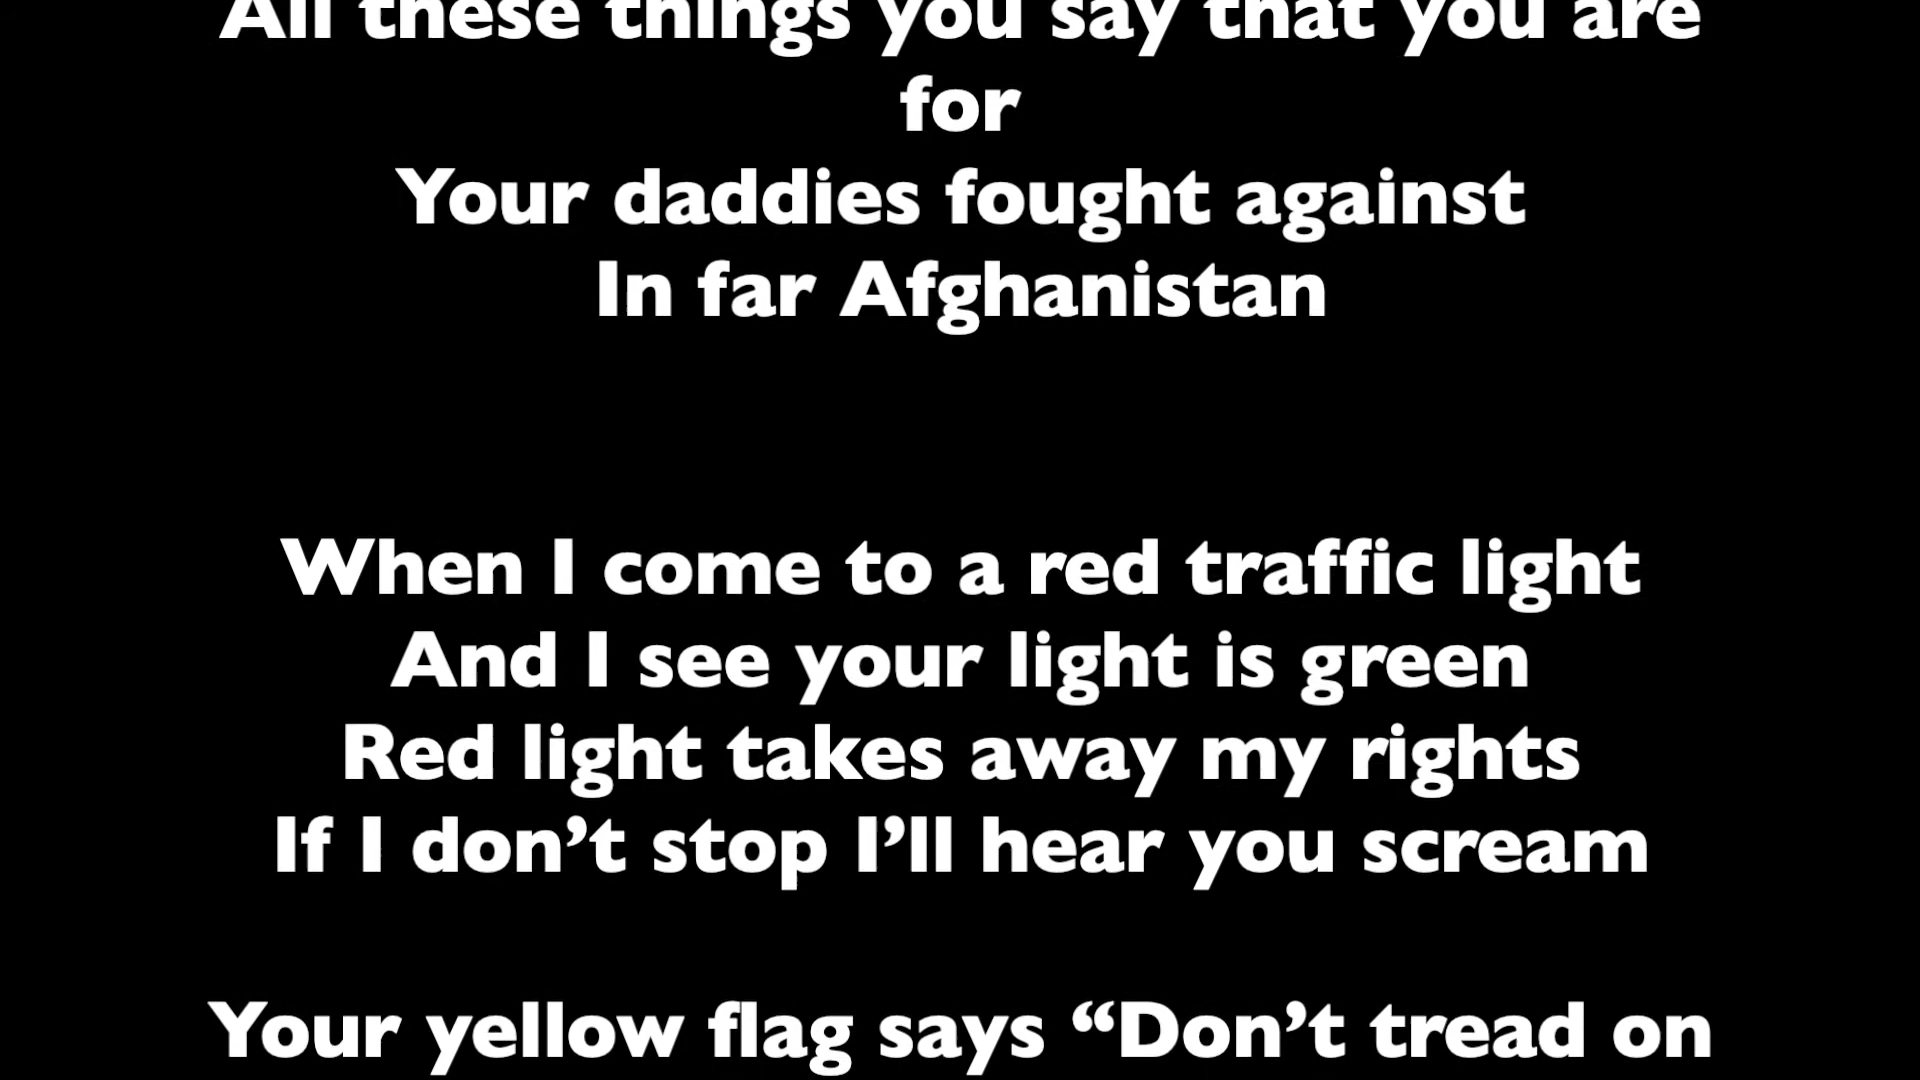 All these things you say that you are
for
Your daddies fought against
In far Afghanistan
When I come to a red traffic light
And I see your light is green
Red light takes away my rights
If I don’t stop I’ll hear you scream
Your yellow flag says “Don’t tread on